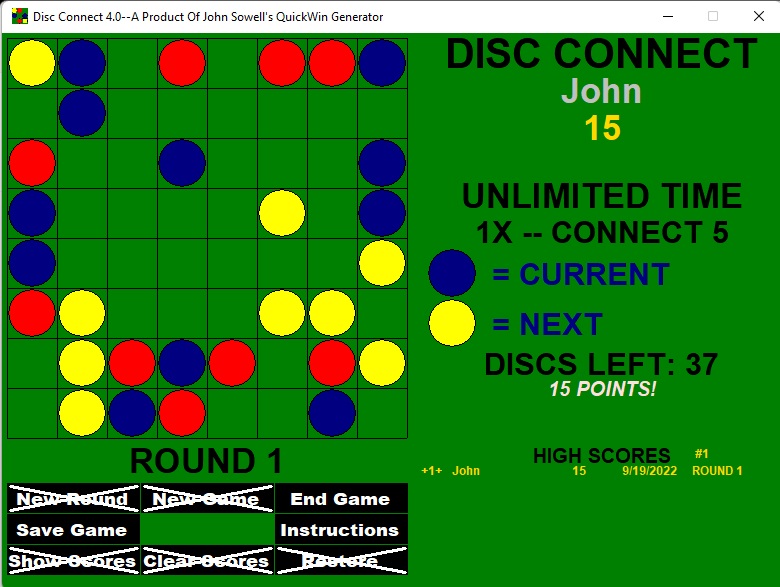 Disc Connect 4.0--A Product Of John Sowell's QuickWin Generator
DISC CONNECT
John
15
UNLIMITED TIME
1X -- CONNECT 5
= CURRENT
= NEXT
DISCS LEFT: 37
15 POINTS!
HIGH SCORES #1
+1+ John 15 9/19/2022 ROUND 1
ROUND 1
New Round New Game End Game
Save Game Instructions
Show Scores Clear Scores Restore